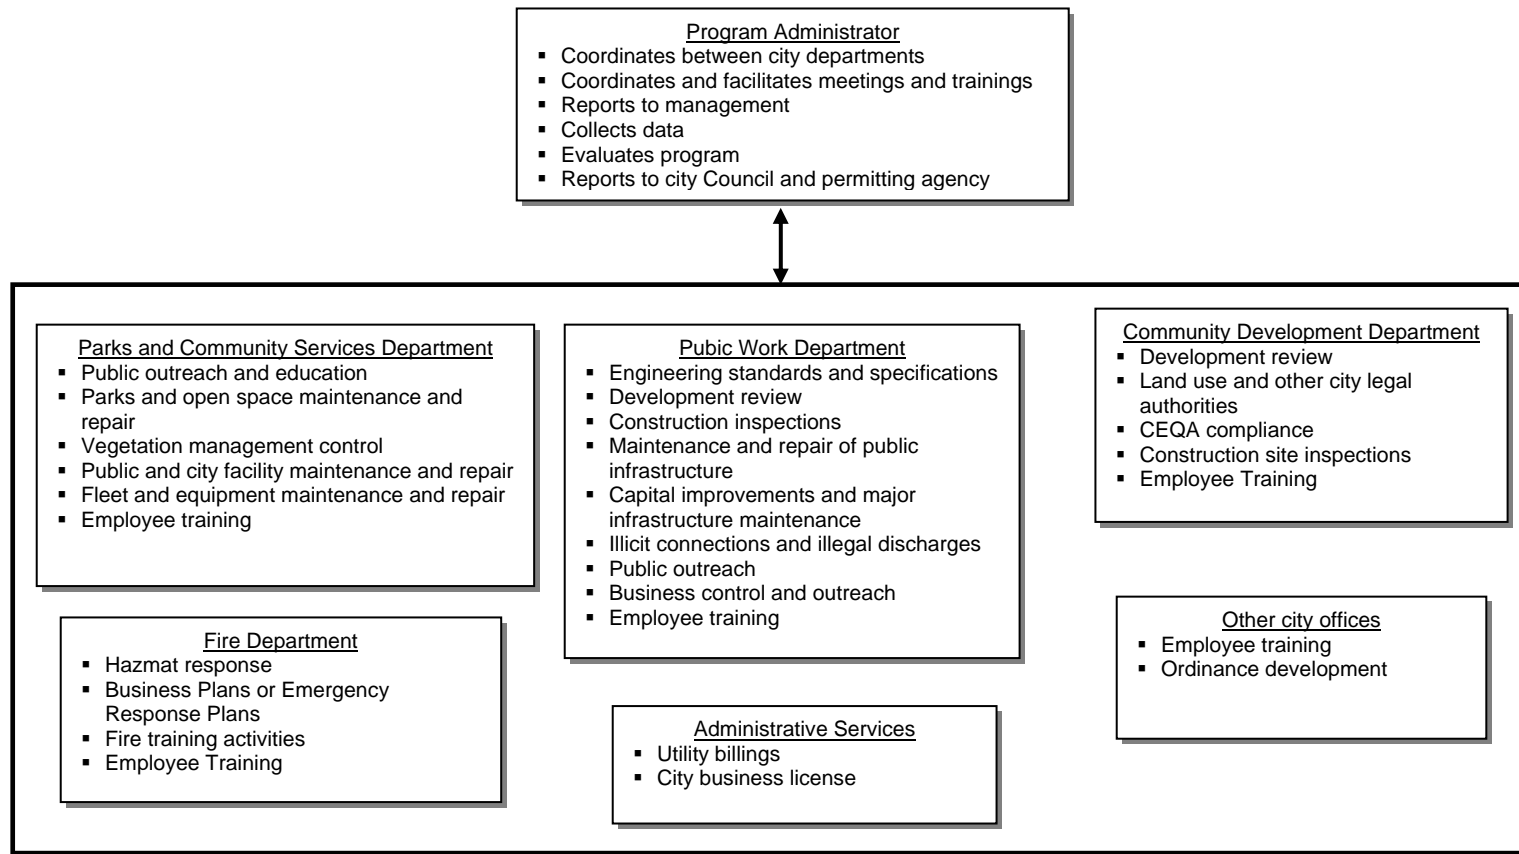 Program Administrator
▪ Coordinates between city departments
▪ Coordinates and facilitates meetings and trainings
▪ Reports to management
▪ Collects data
▪ Evaluates program
▪ Reports to city Council and permitting agency
Parks and Community Services Department
▪ Public outreach and education
▪ Parks and open space maintenance and
repair
▪ Vegetation management control
▪ Public and city facility maintenance and repair
▪ Fleet and equipment maintenance and repair
▪ Employee training
Pubic Work Department
▪ Engineering standards and specifications
▪ Development review
▪ Construction inspections
▪ Maintenance and repair of public
infrastructure
▪ Capital improvements and major
infrastructure maintenance
▪ Illicit connections and illegal discharges
▪ Public outreach
▪ Business control and outreach
▪ Employee training
Community Development Department
▪ Development review
▪ Land use and other city legal
authorities
▪ CEQA compliance
▪ Construction site inspections
▪ Employee Training
Fire Department
▪ Hazmat response
▪ Business Plans or Emergency
Response Plans
▪ Fire training activities
▪ Employee Training
Administrative Services
▪ Utility billings
▪ City business license
Other city offices
▪ Employee training
▪ Ordinance development